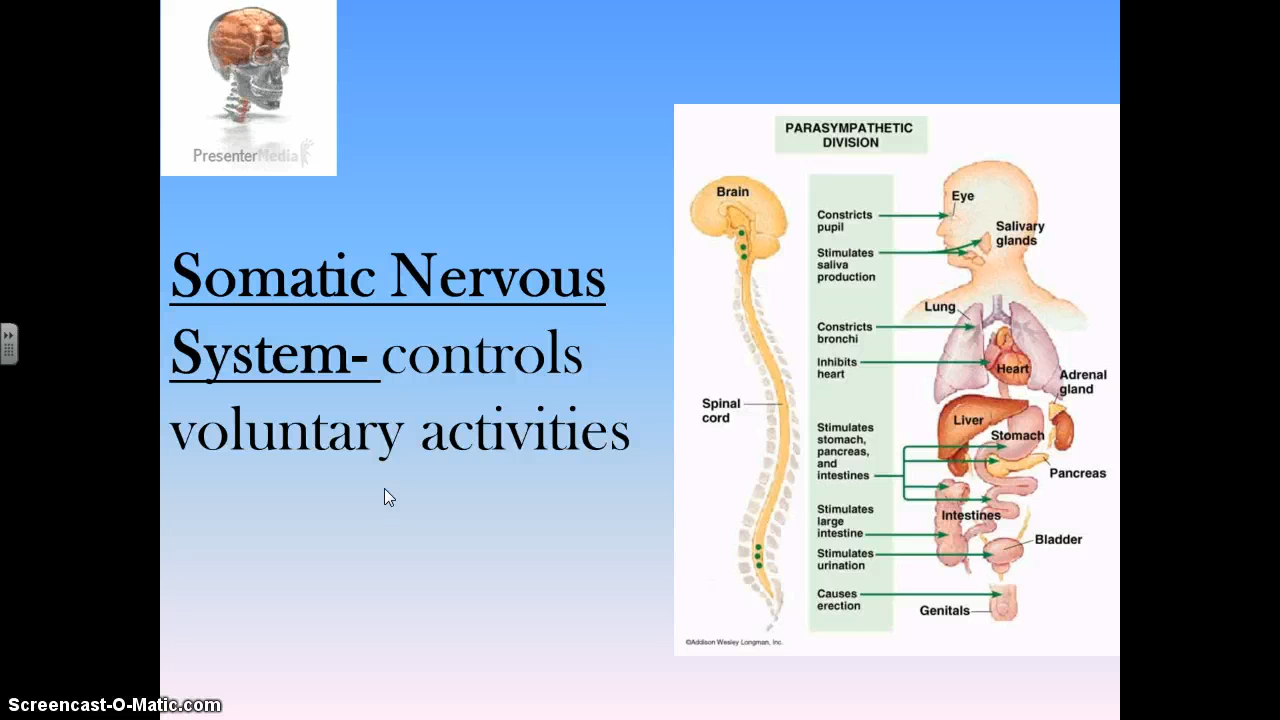 PresenterMedia
Somatic Nervous
System- controls
voluntary activities
PARASYMPATHETIC
DIVISION
Brain
Spinal
cord
Constricts
pupil
Stimulates
saliva
production
Constricts
bronchi
Inhibits
heart
Stimulates
stomach,
pancreas,
and
intestines
Stimulates
large
intestine
Stimulates
urination
Causes
erection
Eye
Salivary
glands
Lung
Heart
Adrenal
gland
Liver
Stomach
Pancreas
Intestines
Bladder
Genitals
©Addison Wesley Longman, Inc.
Screencast-O-Matic.com